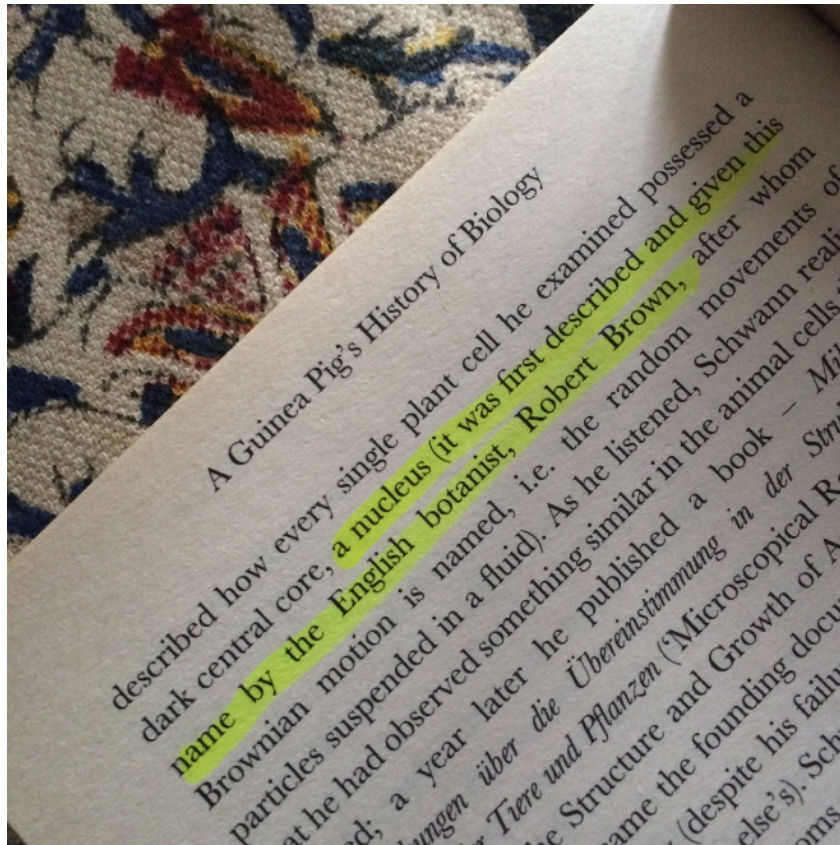 A Guinea Pig's History of Biology
described how every single plant cell he examined possessed a
dark central core, a nucleus (it was first described and given this
name by the English botanist, Robert Brown, after whom
Brownian motion is named, i.e. the random movements of
particles suspended in a fluid). As he listened, Schwann
he had observed something similar in the animal cells
a year later he published a book –
über die Übereinstimmung in der
Tiere und Pflanzen ('Microscopical
Structure and Growth of
the founding
(despite his
else's).